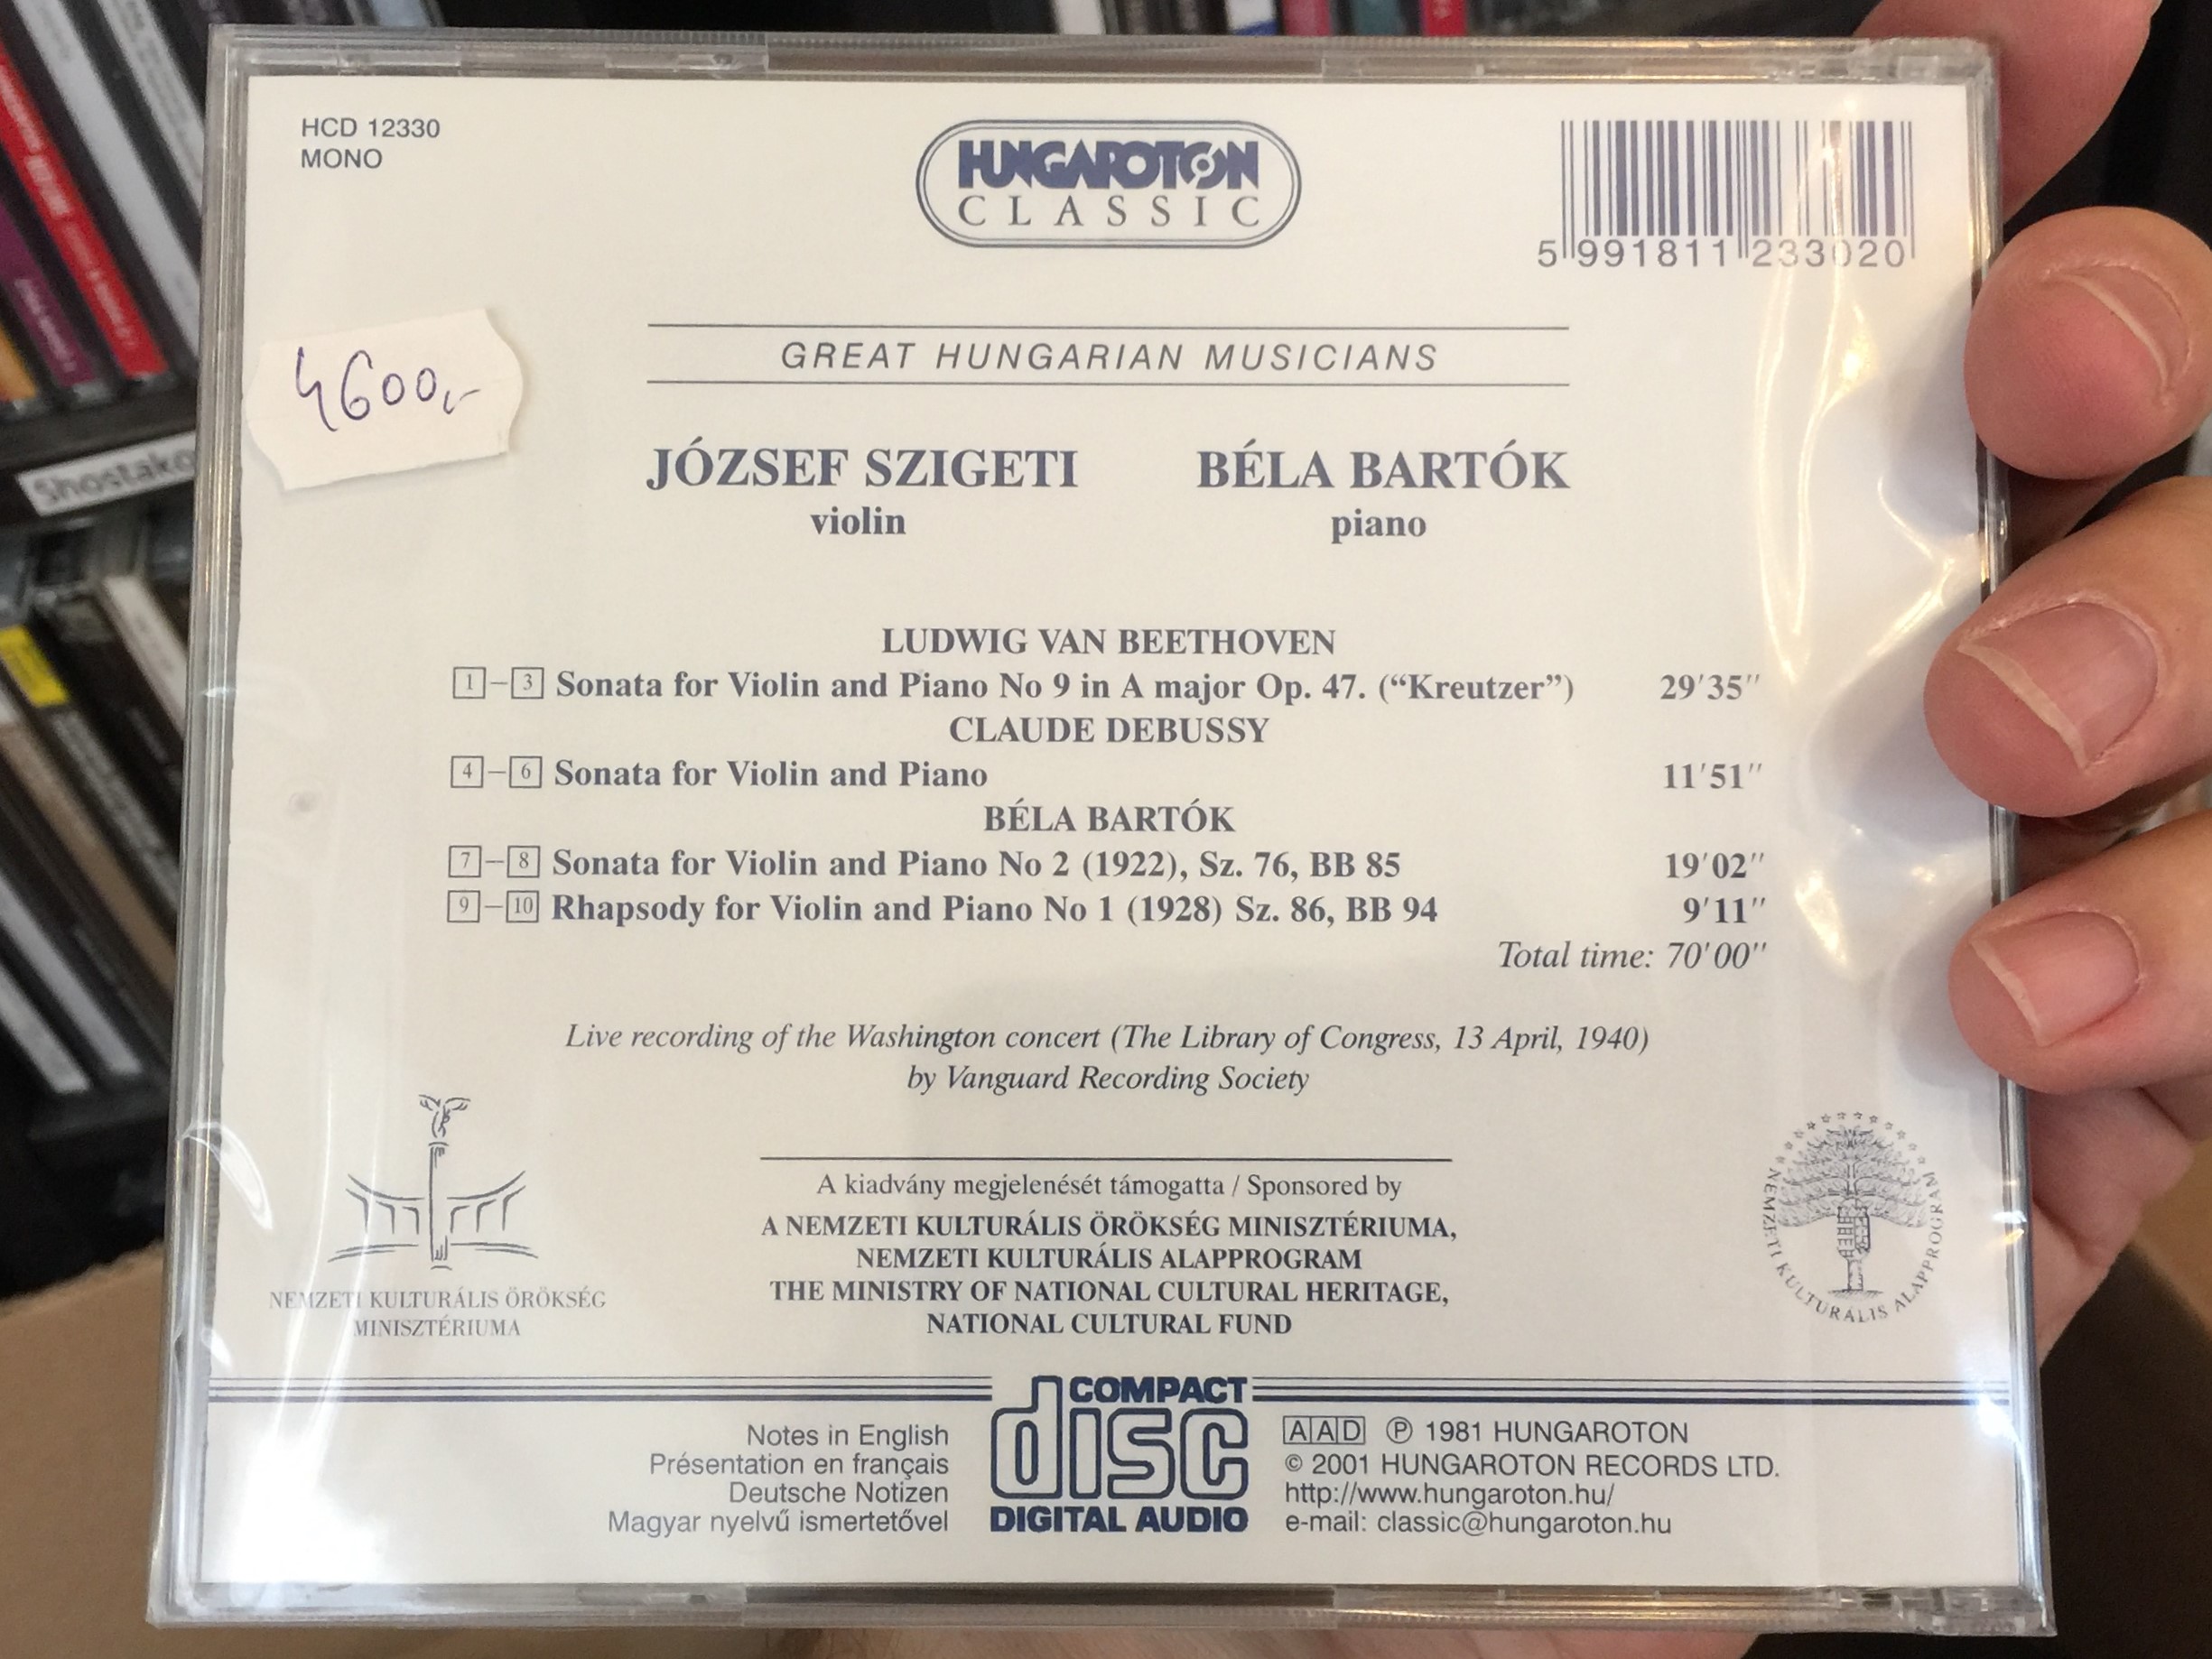 HCD 12330
MONO
HUNGAROTON
CLASSIC
5 991811 233020
GREAT HUNGARIAN MUSICIANS
4600,-
JÓZSEF SZIGETI BÉLA BARTÓK
violin piano
LUDWIG VAN BEETHOVEN
1–3 Sonata for Violin and Piano No 9 in A major Op. 47. (“Kreutzer”) 29'35''
CLAUDE DEBUSSY
4–6 Sonata for Violin and Piano 11'51''
BÉLA BARTÓK
7–8 Sonata for Violin and Piano No 2 (1922), Sz. 76, BB 85 19'02''
9–10 Rhapsody for Violin and Piano No 1 (1928) Sz. 86, BB 94 9'11''
Total time: 70'00''
Live recording of the Washington concert (The Library of Congress, 13 April, 1940)
by Vanguard Recording Society
A kiadvány megjelenését támogatta / Sponsored by
A NEMZETI KULTURÁLIS ÖRÖKSÉG MINISZTÉRIUMA,
NEMZETI KULTURÁLIS ALAPPROGRAM
THE MINISTRY OF NATIONAL CULTURAL HERITAGE,
NATIONAL CULTURAL FUND
NEMZETI KULTURÁLIS ÖRÖKSÉG
MINISZTÉRIUMA
NEMZETI KULTURÁLIS ALAPPROGRAM
Notes in English
Présentation en français
Deutsche Notizen
Magyar nyelvű ismertetővel
COMPACT
disc
DIGITAL AUDIO
AAD ℗ 1981 HUNGAROTON
© 2001 HUNGAROTON RECORDS LTD.
http://www.hungaroton.hu/
e-mail: classic@hungaroton.hu
Shostako